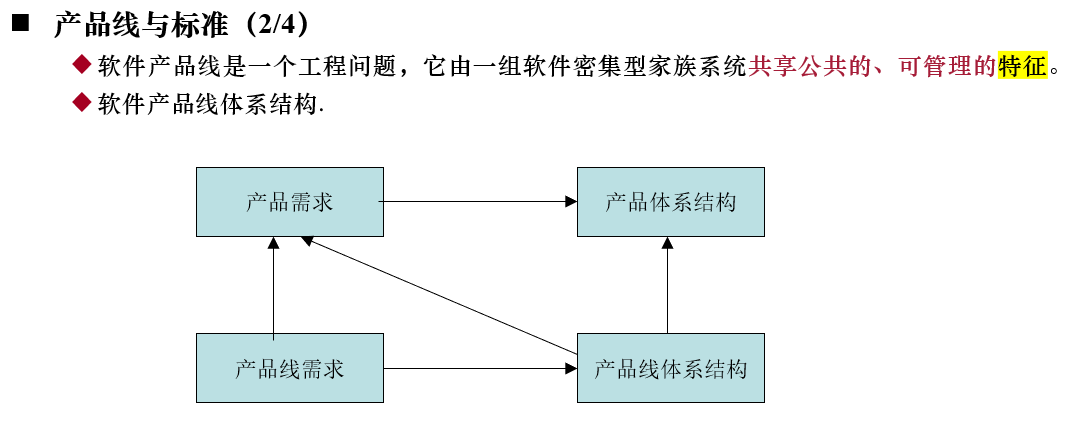 产品线与标准（2/4）
软件产品线是一个工程问题，它由一组软件密集型家族系统共享公共的、可管理的特征。
软件产品线体系结构.
产品需求
产品体系结构
产品线需求
产品线体系结构